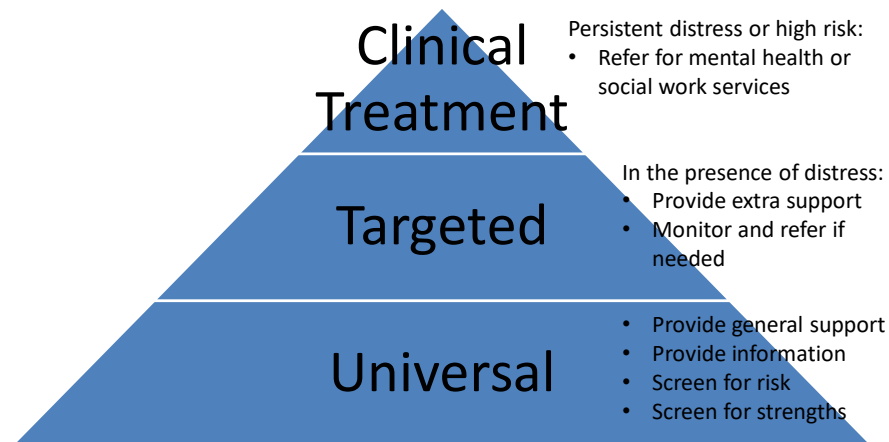 Clinical
Treatment
Persistent distress or high risk:
• Refer for mental health or
social work services
Targeted
In the presence of distress:
• Provide extra support
• Monitor and refer if
needed
Universal
• Provide general support
• Provide information
• Screen for risk
• Screen for strengths